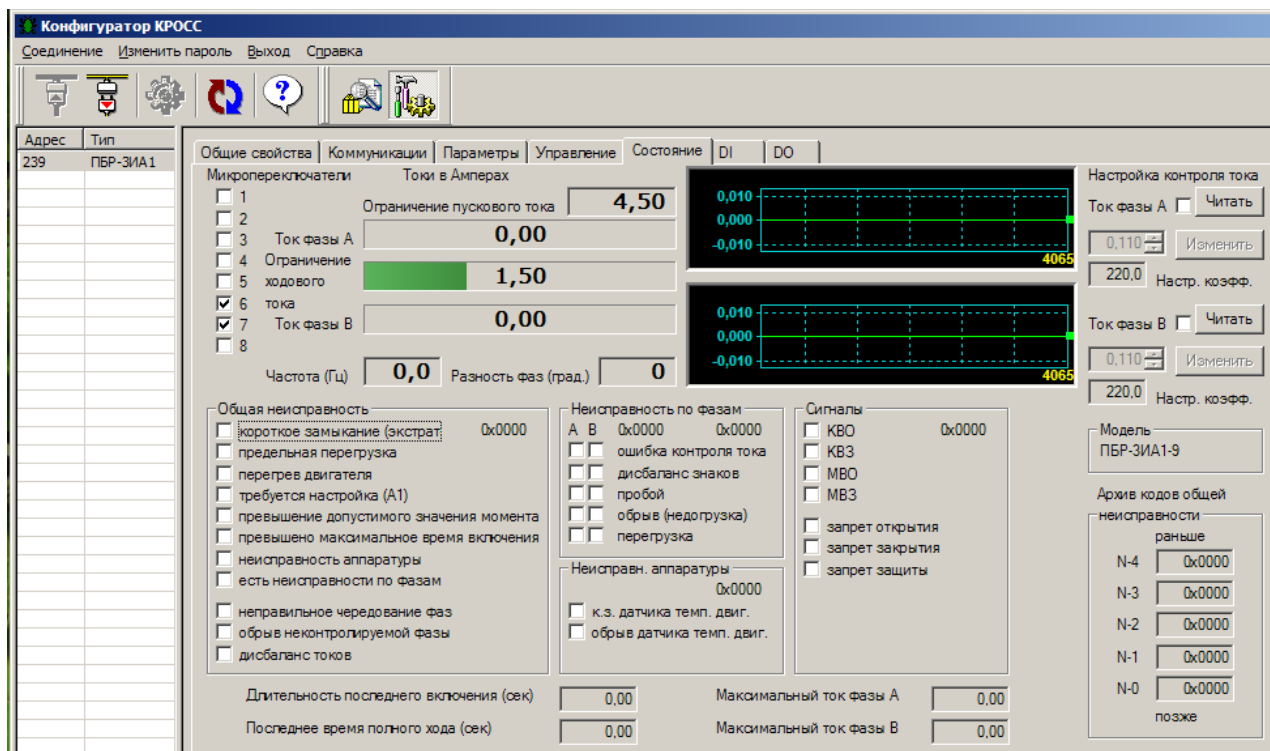 Конфигуратор КРОСС
Соединение Изменить пароль Выход Справка
Адрес Тип
239 ПБР-3ИА1
Общие свойства Коммуникации Параметры Управление Состояние DI DO
Микропереключатели
1
2
3
4
5
6
7
8
Токи в Амперах
Ограничение пускового тока 4,50
Ток фазы А 0,00
Ограничение
ходового 1,50
тока
Ток фазы В 0,00
Частота (Гц) 0,0 Разность фаз (град.) 0
0,010
0,000
-0,010
4065
0,010
0,000
-0,010
4065
Настройка контроля тока
Ток фазы А Читать
0,110 Изменить
220,0 Настр. коэфф.
Ток фазы В Читать
0,110 Изменить
220,0 Настр. коэфф.
Общая неисправность
короткое замыкание (экстрат 0x0000
предельная перегрузка
перегрев двигателя
требуется настройка (А1)
превышение допустимого значения момента
превышено максимальное время включения
неисправность аппаратуры
есть неисправности по фазам
неправильное чередование фаз
обрыв неконтролируемой фазы
дисбаланс токов
Неисправность по фазам
А В 0x0000 0x0000
ошибка контроля тока
дисбаланс знаков
пробой
обрыв (недогрузка)
перегрузка
Неисправн. аппаратуры
0x0000
к.з. датчика темп. двиг.
обрыв датчика темп. двиг.
Сигналы
КВО 0x0000
КВЗ
МВО
МВЗ
запрет открытия
запрет закрытия
запрет защиты
Модель
ПБР-3ИА1-9
Архив кодов общей
неисправности
раньше
N-4 0x0000
N-3 0x0000
N-2 0x0000
N-1 0x0000
N-0 0x0000
позже
Длительность последнего включения (сек) 0,00 Максимальный ток фазы А 0,00
Последнее время полного хода (сек) 0,00 Максимальный ток фазы В 0,00